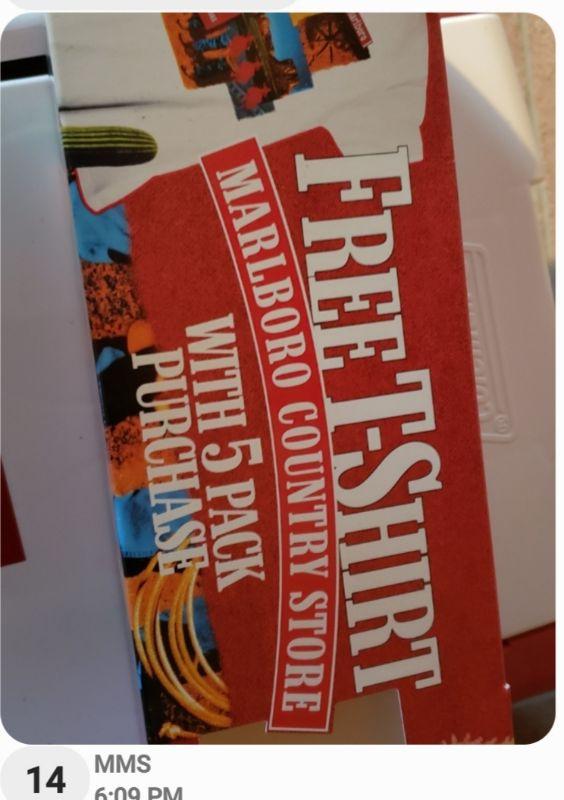 FREE T-SHIRT
MARLBORO COUNTRY STORE
WITH 5 PACK
PURCHASE
14
MMS
6:09 PM